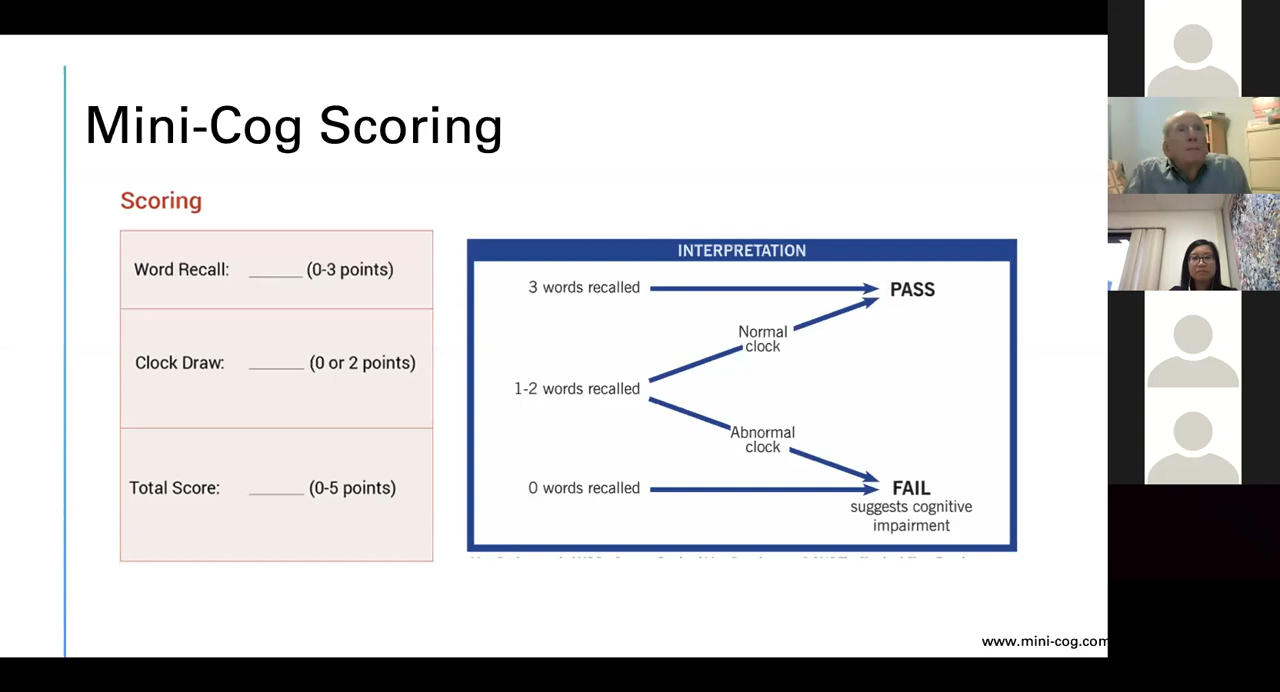 Mini-Cog Scoring
Scoring
Word Recall: ______ (0-3 points)
Clock Draw: ______ (0 or 2 points)
Total Score: ______ (0-5 points)
INTERPRETATION
3 words recalled
PASS
Normal
clock
1-2 words recalled
Abnormal
clock
0 words recalled
FAIL
suggests cognitive
impairment
www.mini-cog.com